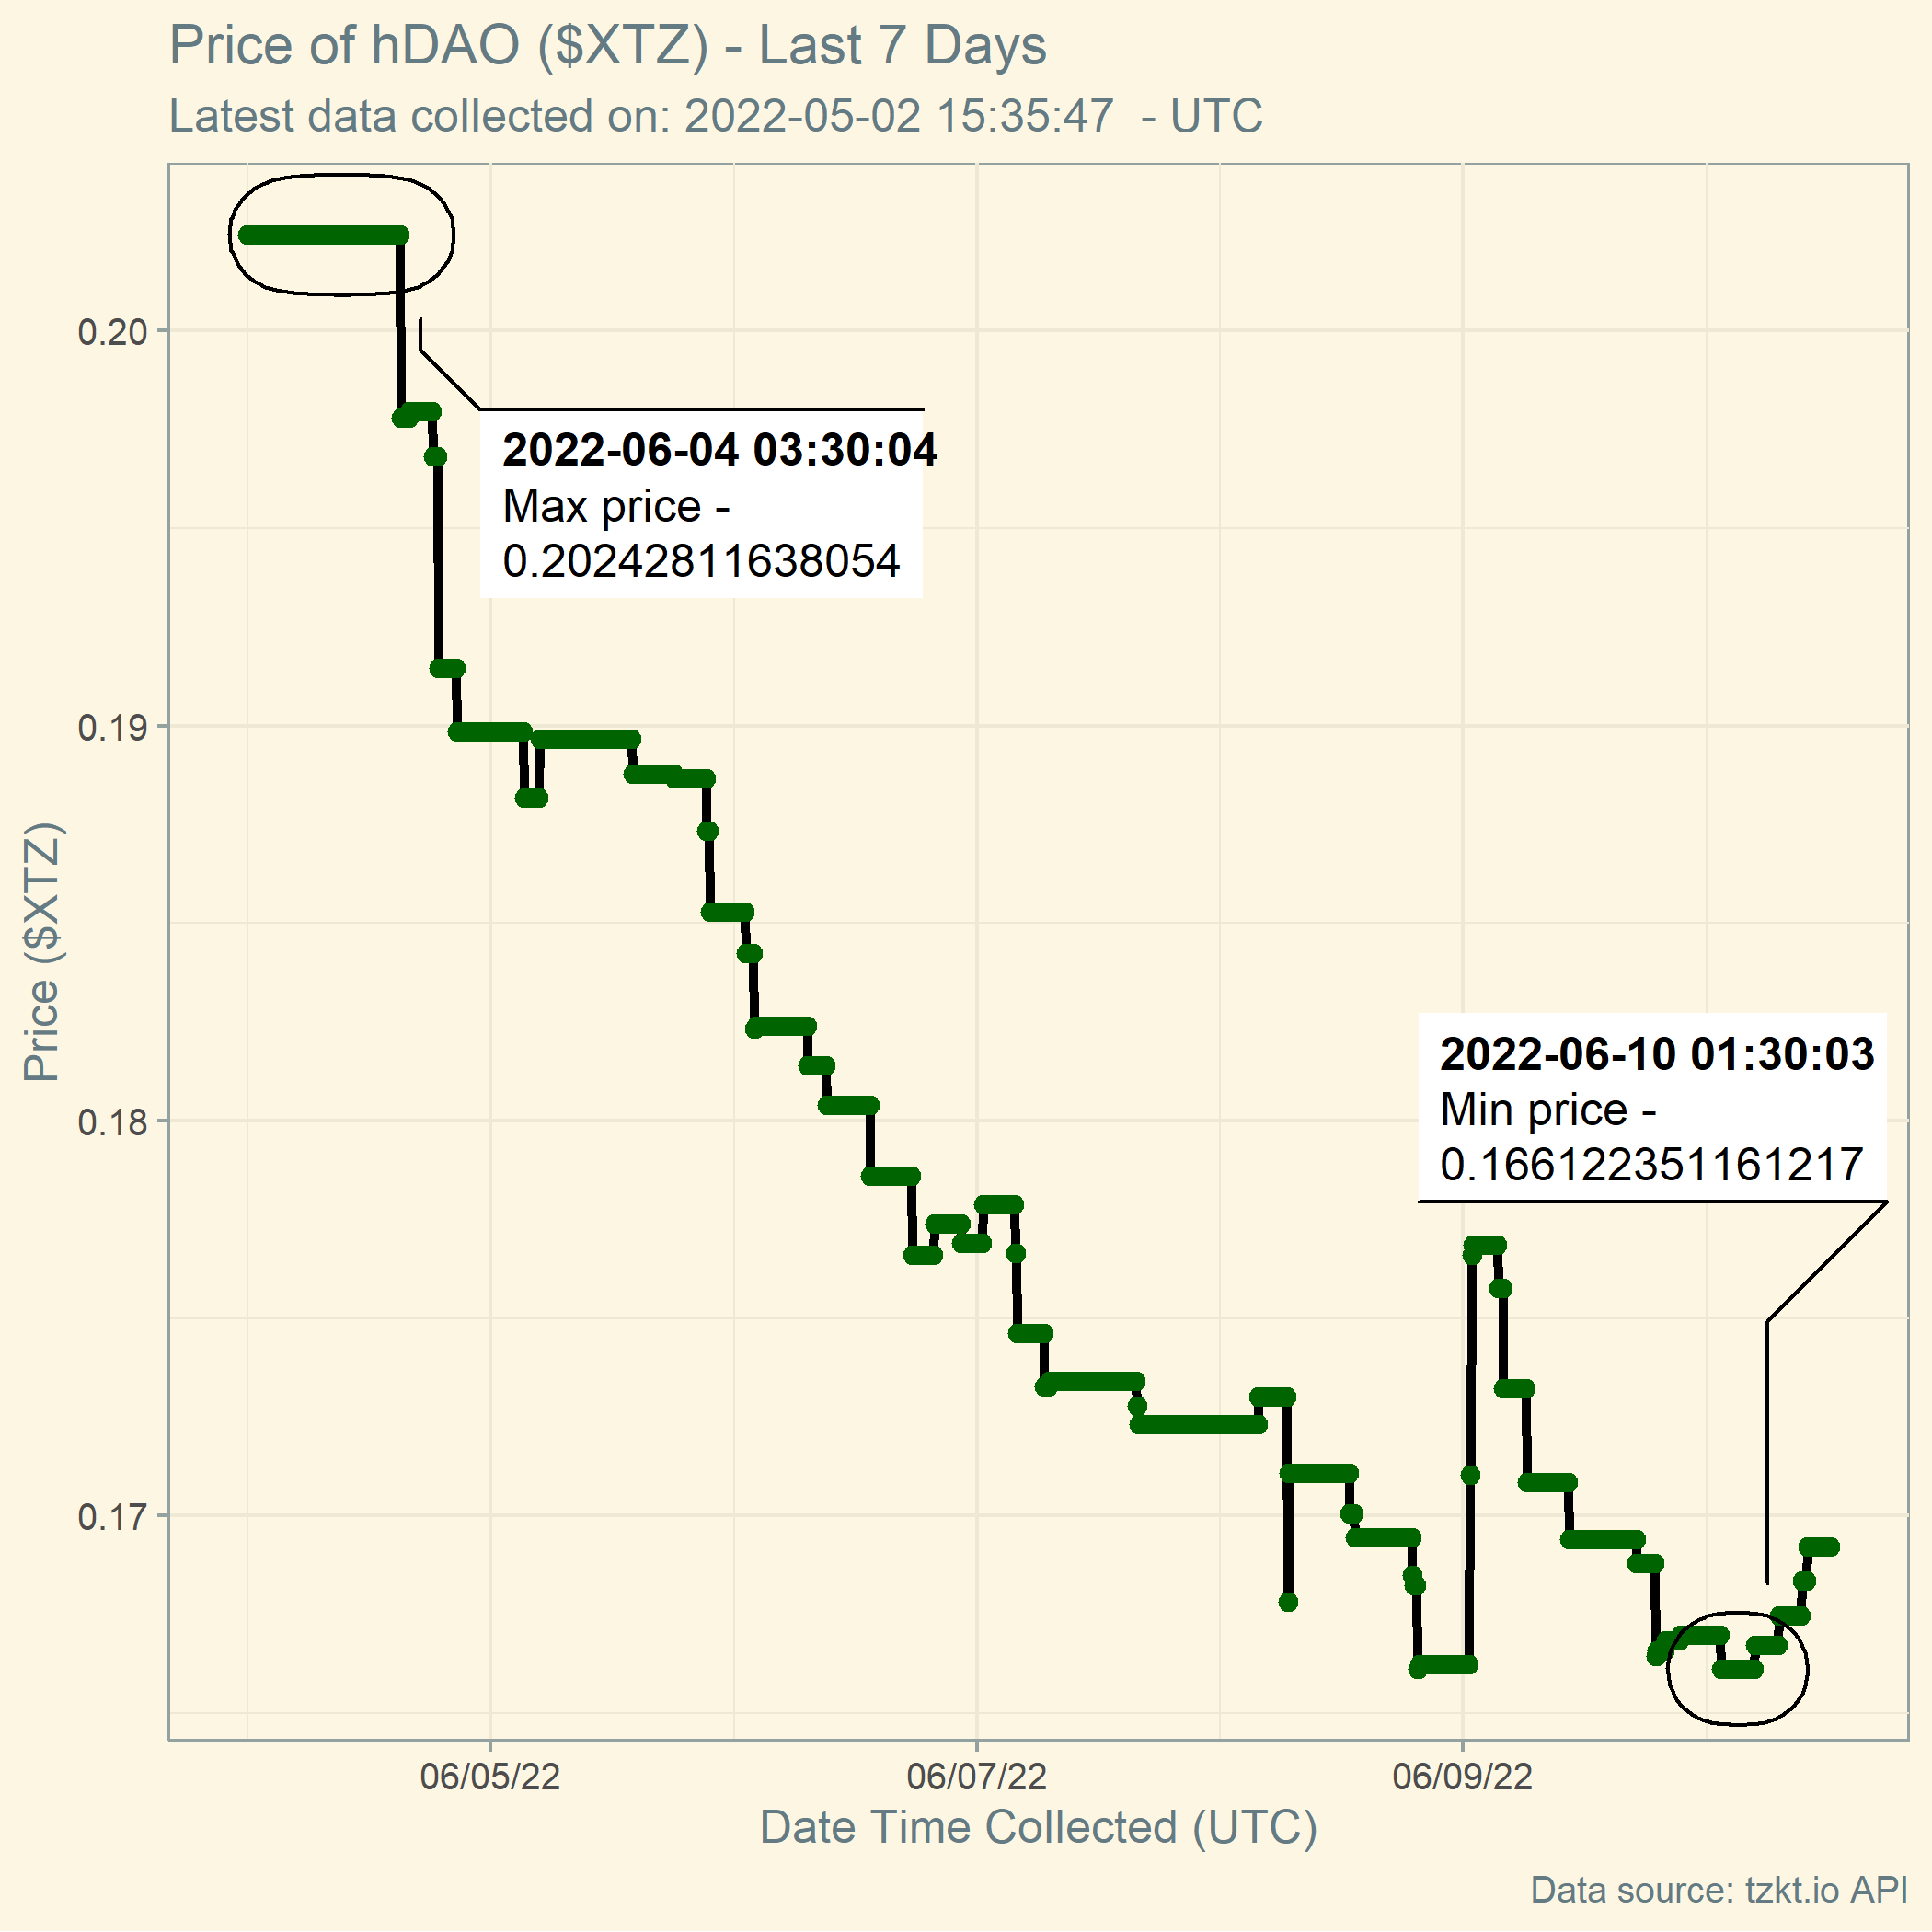 Price of hDAO ($XTZ) - Last 7 Days
Latest data collected on: 2022-05-02 15:35:47  - UTC
0.20
2022-06-04 03:30:04
Max price -
0.20242811638054
0.19
Price ($XTZ)
0.18
2022-06-10 01:30:03
Min price -
0.166122351161217
0.17
06/05/22
06/07/22
06/09/22
Date Time Collected (UTC)
Data source: tzkt.io API